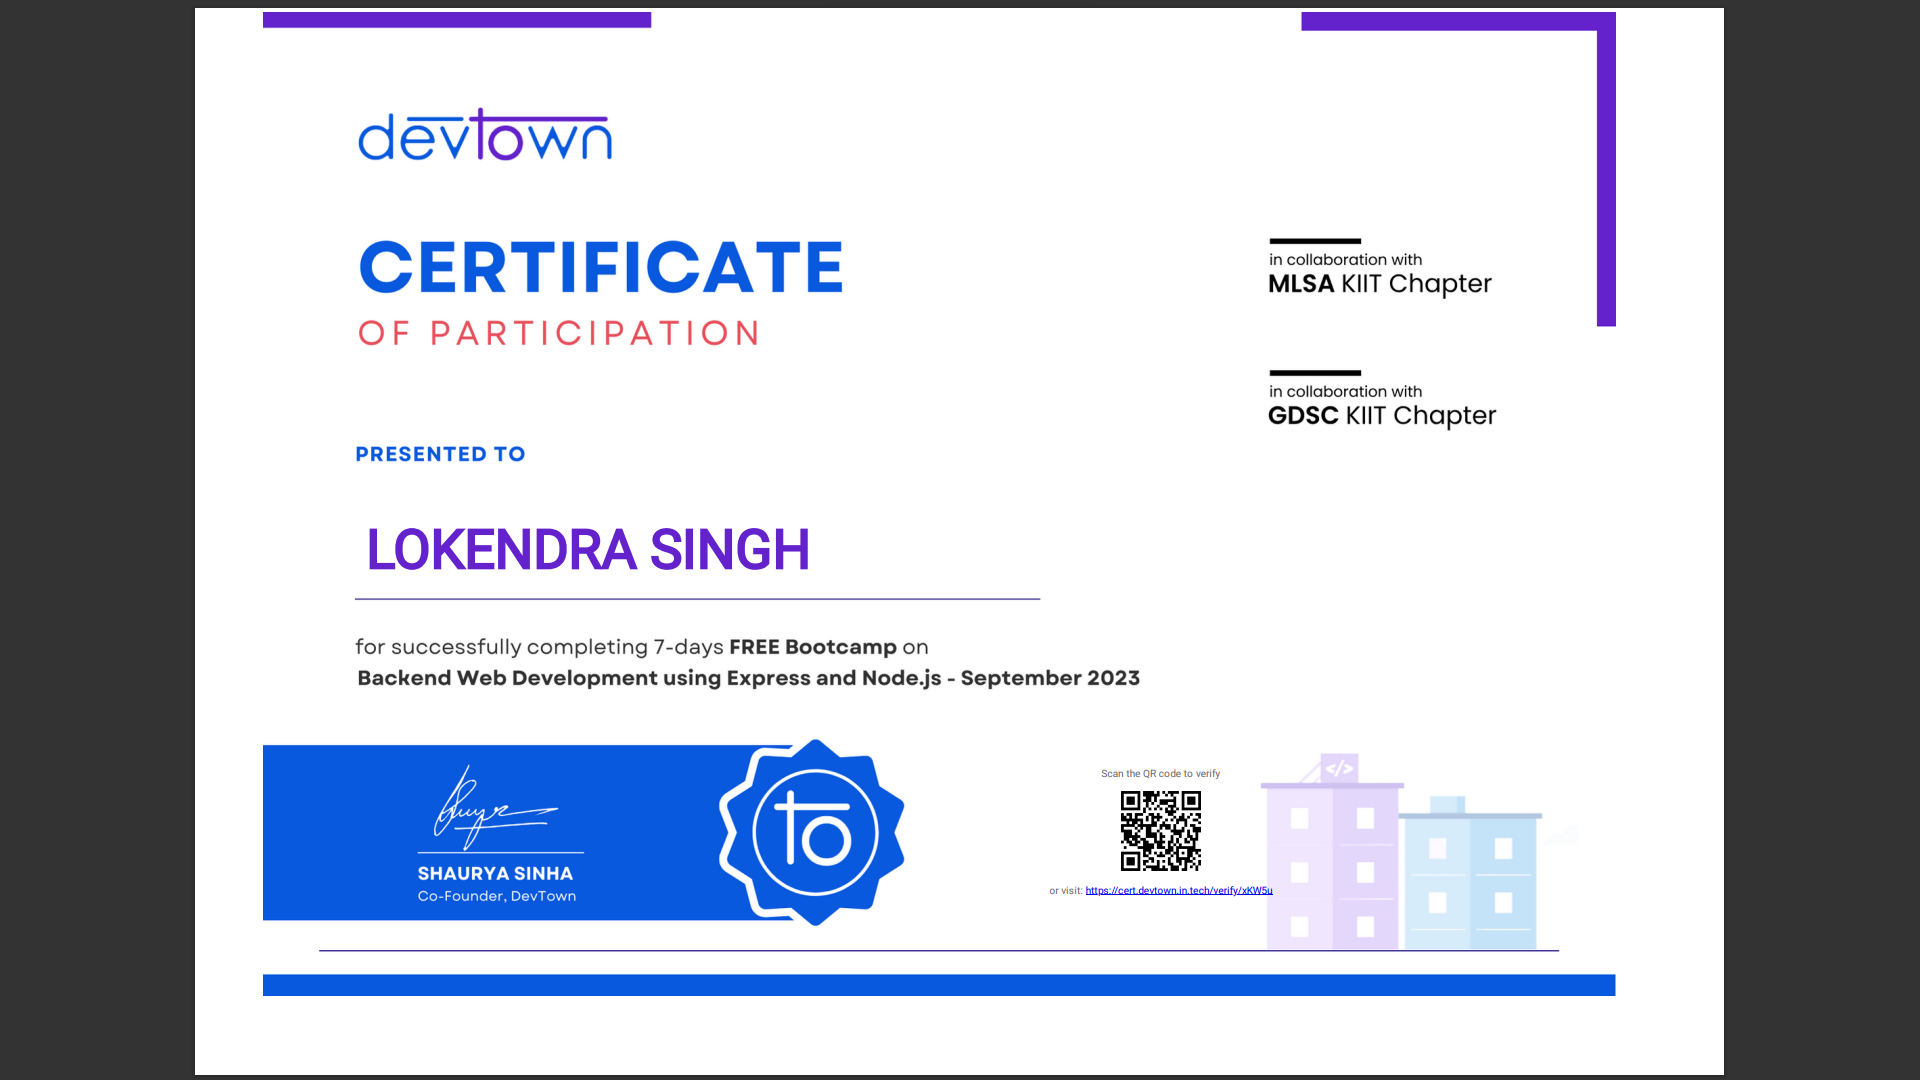 devtown
CERTIFICATE
OF PARTICIPATION
in collaboration with
MLSA KIIT Chapter
in collaboration with
GDSC KIIT Chapter
PRESENTED TO
LOKENDRA SINGH
for successfully completing 7-days FREE Bootcamp on
Backend Web Development using Express and Node.js - September 2023
SHAURYA SINHA
Co-Founder, DevTown
to
Scan the QR code to verify
or visit: https://cert.devtown.in.tech/verify/xKW5u
</>